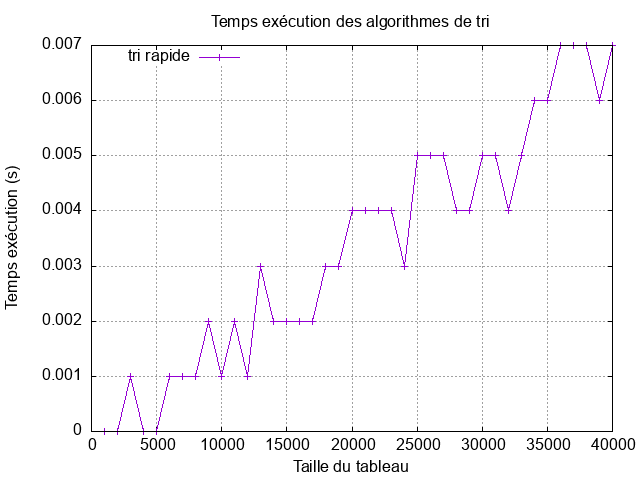 Temps exécution des algorithmes de tri
tri rapide
0.007
0.006
0.005
0.004
0.003
0.002
0.001
0
Temps exécution (s)
0 5000 10000 15000 20000 25000 30000 35000 40000
Taille du tableau